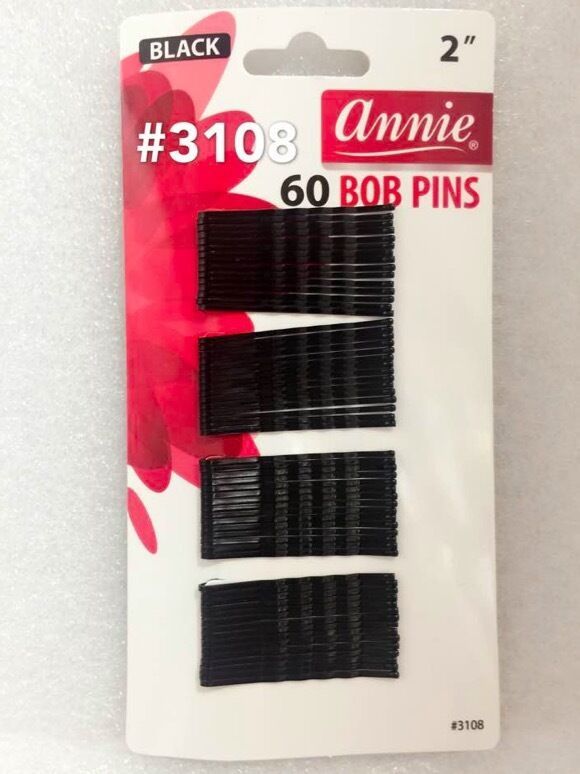 BLACK
2"
#3108
annie®
60 BOB PINS
#3108